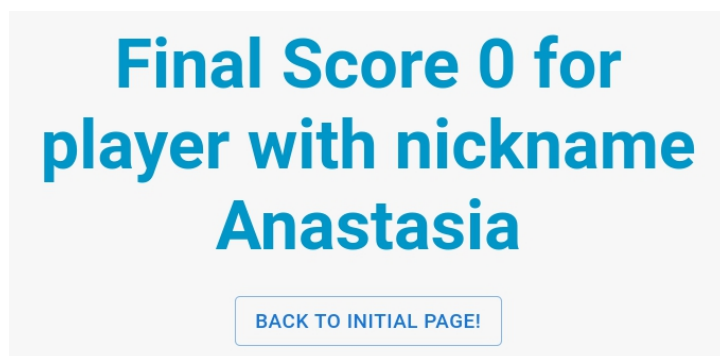 Final Score 0 for
player with nickname
Anastasia
BACK TO INITIAL PAGE!